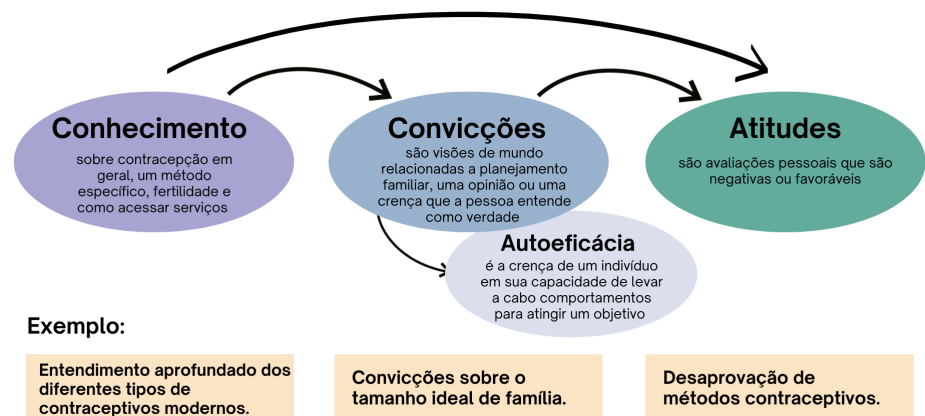 Conhecimento
sobre contracepção em
geral, um método
específico, fertilidade e
como acessar serviços
Convicções
são visões de mundo
relacionadas a planejamento
familiar, uma opinião ou uma
crença que a pessoa entende
como verdade
Atitudes
são avaliações pessoais que são
negativas ou favoráveis
Autoeficácia
é a crença de um indivíduo
em sua capacidade de levar
a cabo comportamentos
para atingir um objetivo
Exemplo:
Entendimento aprofundado dos
diferentes tipos de
contraceptivos modernos.
Convicções sobre o
tamanho ideal de família.
Desaprovação de
métodos contraceptivos.